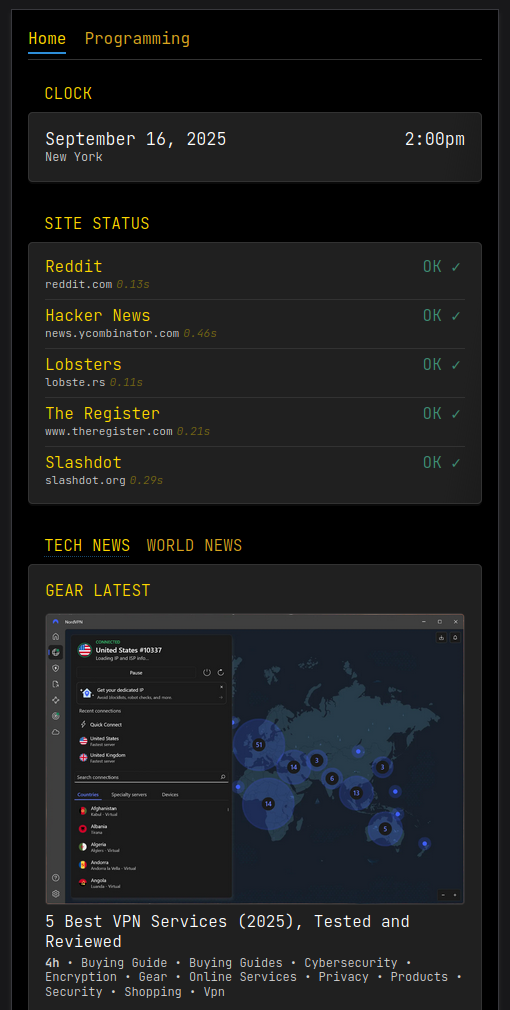 Home Programming
CLOCK
September 16, 2025 2:00pm
New York
SITE STATUS
Reddit OK ✓
reddit.com 0.13s
Hacker News OK ✓
news.ycombinator.com 0.46s
Lobsters OK ✓
lobste.rs 0.11s
The Register OK ✓
www.theregister.com 0.21s
Slashdot OK ✓
slashdot.org 0.29s
TECH NEWS WORLD NEWS
GEAR LATEST
NordVPN
CONNECTED
United States #10337
Loading IP and ISP info...
Pause
Get your dedicated IP
Avoid blocklists, robot checks, and more.
Recent connections
Quick Connect
United States
Fastest server
United Kingdom
Fastest server
Search connections
Countries Specialty servers Devices
Afghanistan
Kabul - Virtual
Albania
Tirana
Algeria
Algiers - Virtual
Andorra
Andorra la Vella - Virtual
Angola
Luanda - Virtual
51
14
3
6
3
13
14
5
5 Best VPN Services (2025), Tested and
Reviewed
4h • Buying Guide • Buying Guides • Cybersecurity •
Encryption • Gear • Online Services • Privacy • Products •
Security • Shopping • Vpn